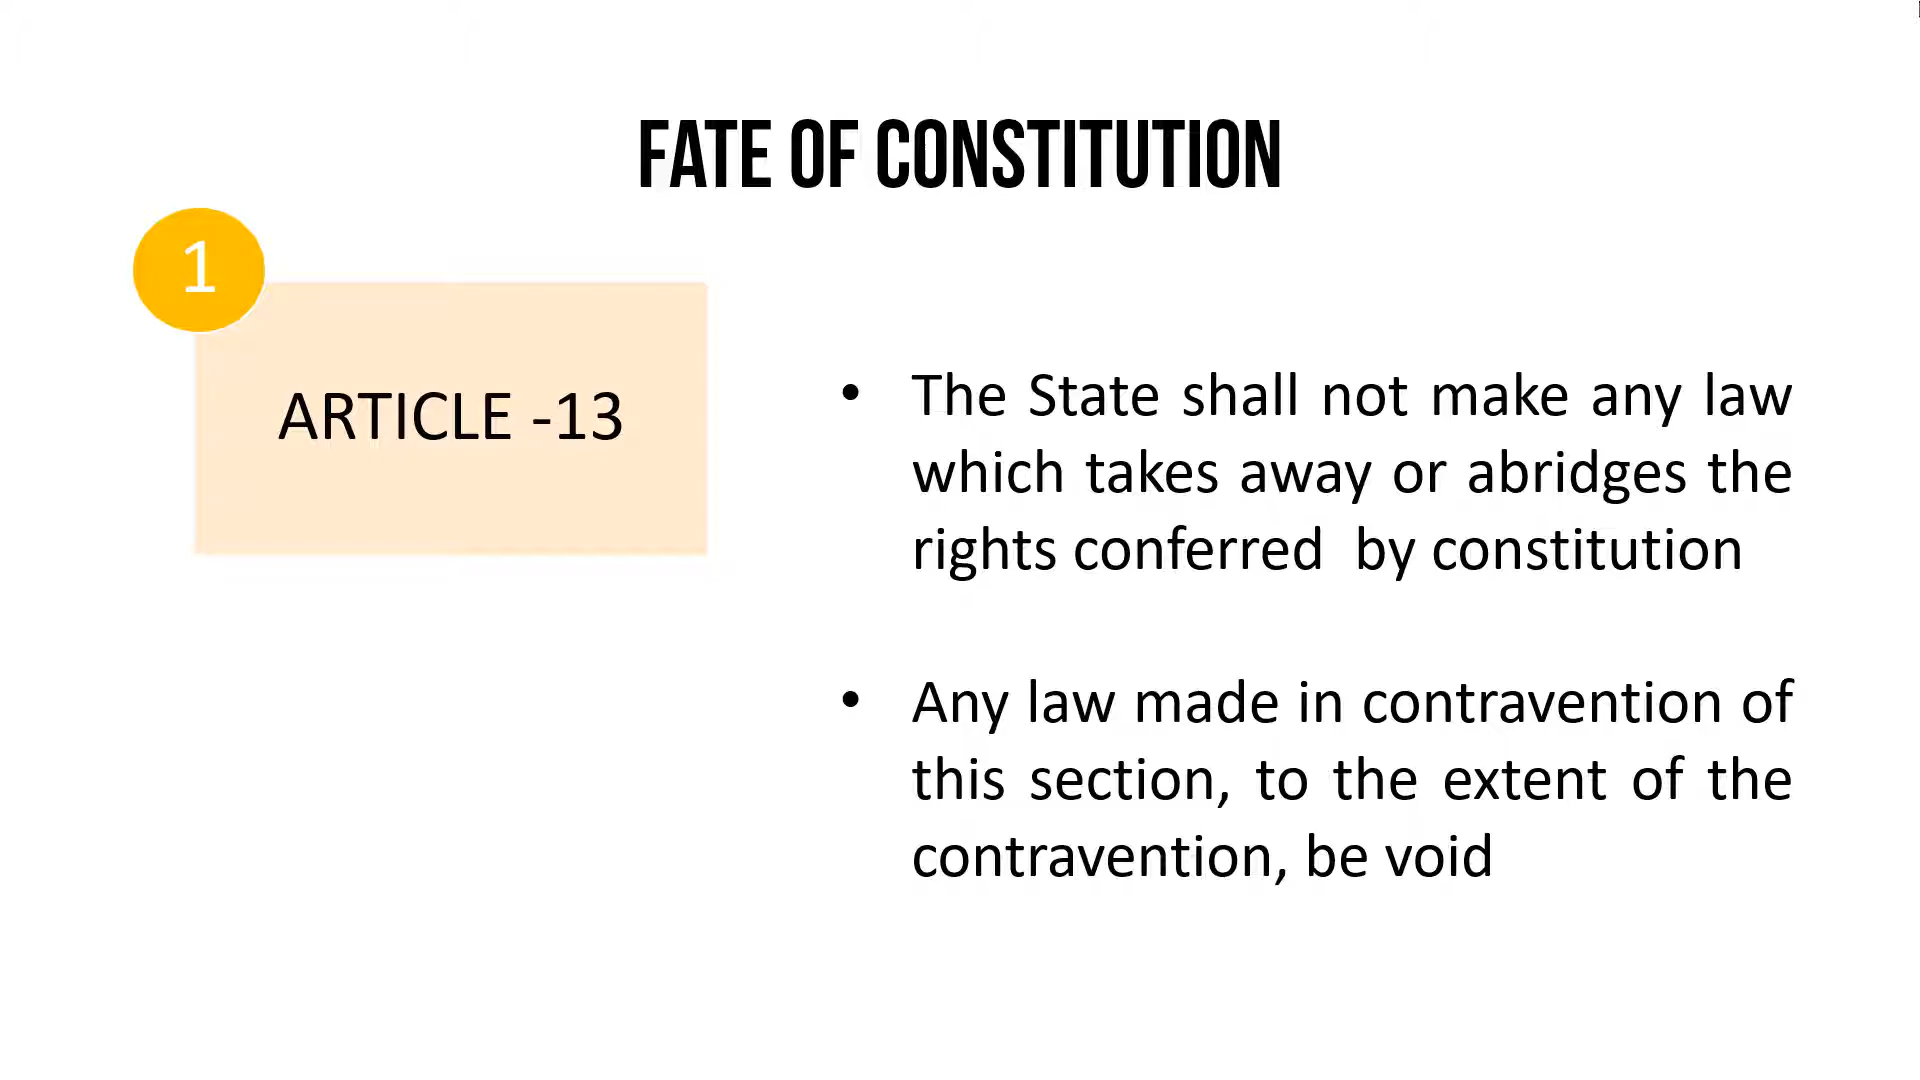 FATE OF CONSTITUTION
1
ARTICLE -13
• The State shall not make any law
which takes away or abridges the
rights conferred  by constitution
• Any law made in contravention of
this section, to the extent of the
contravention, be void